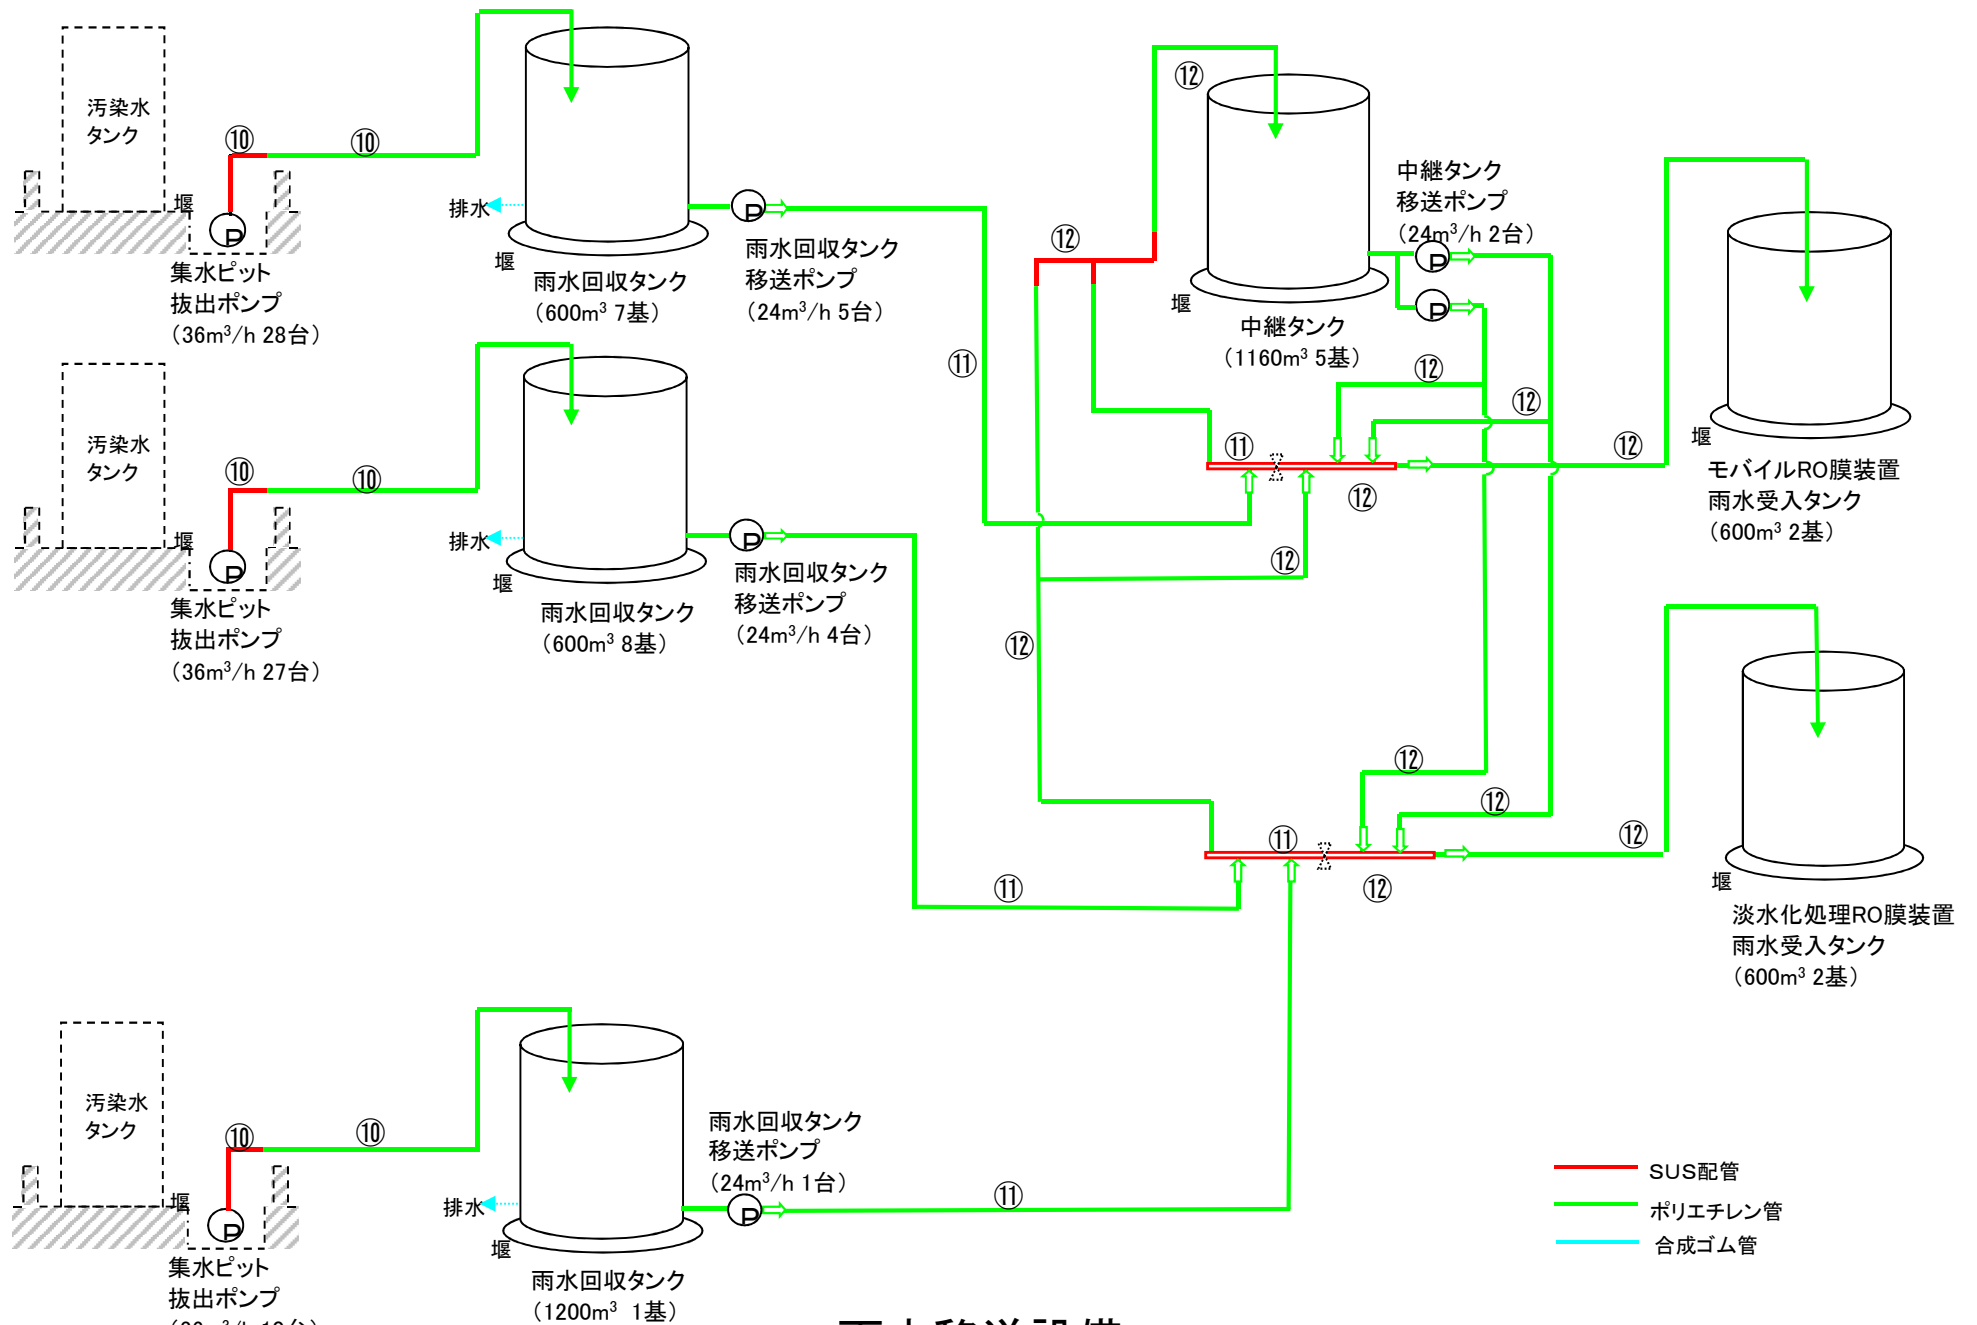 汚染水
タンク
⑩
⑩
堰
集水ピット
抜出ポンプ
（36m³/h 28台）
排水
堰
雨水回収タンク
（600m³ 7基）
雨水回収タンク
移送ポンプ
（24m³/h 5台）
⑪
⑫
⑫
堰
中継タンク
（1160m³ 5基）
中継タンク
移送ポンプ
（24m³/h 2台）
⑫
⑫
⑪
⑫
⑫
⑫
堰
モバイルRO膜装置
雨水受入タンク
（600m³ 2基）
汚染水
タンク
⑩
⑩
堰
集水ピット
抜出ポンプ
（36m³/h 27台）
排水
堰
雨水回収タンク
（600m³ 8基）
雨水回収タンク
移送ポンプ
（24m³/h 4台）
⑫
⑫
⑫
⑪
⑪
⑫
⑫
堰
淡水化処理RO膜装置
雨水受入タンク
（600m³ 2基）
汚染水
タンク
⑩
⑩
堰
集水ピット
抜出ポンプ
排水
堰
雨水回収タンク
（1200m³ 1基）
雨水回収タンク
移送ポンプ
（24m³/h 1台）
⑪
SUS配管
ポリエチレン管
合成ゴム管
P
P
P
P
P
P
P
P